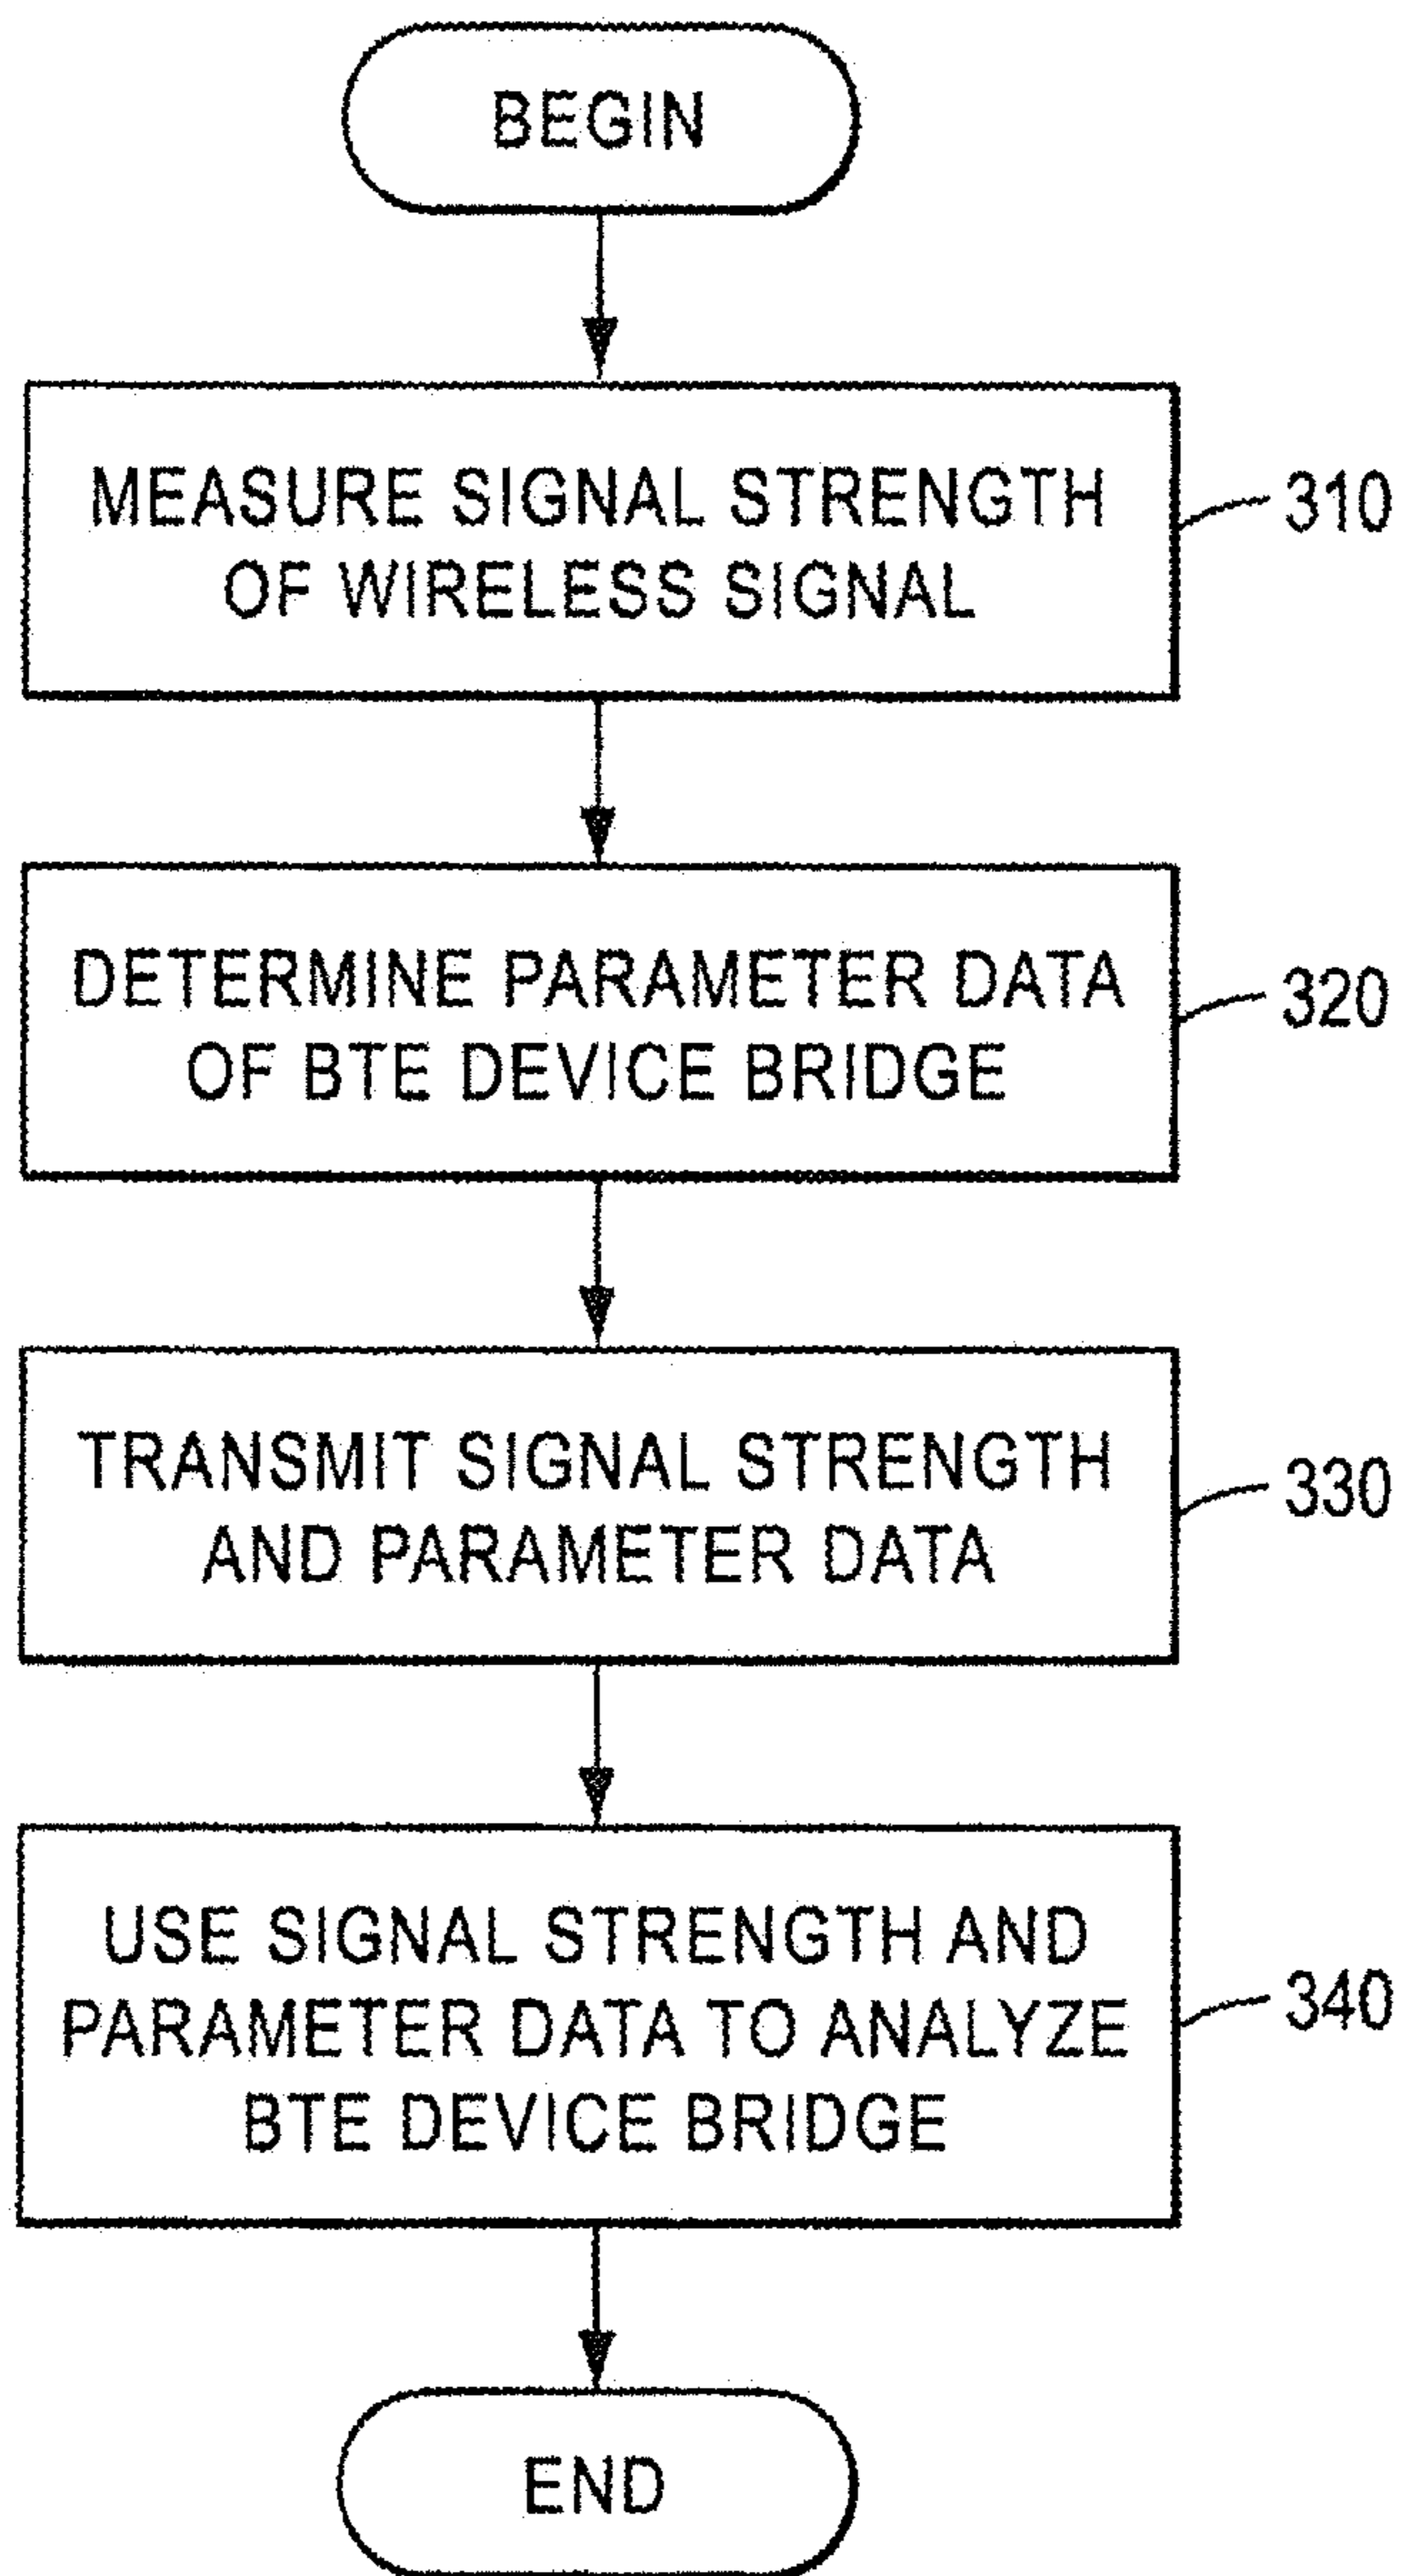 BEGIN
MEASURE SIGNAL STRENGTH
OF WIRELESS SIGNAL
310
DETERMINE PARAMETER DATA
OF BTE DEVICE BRIDGE
320
TRANSMIT SIGNAL STRENGTH
AND PARAMETER DATA
330
USE SIGNAL STRENGTH AND
PARAMETER DATA TO ANALYZE
BTE DEVICE BRIDGE
340
END